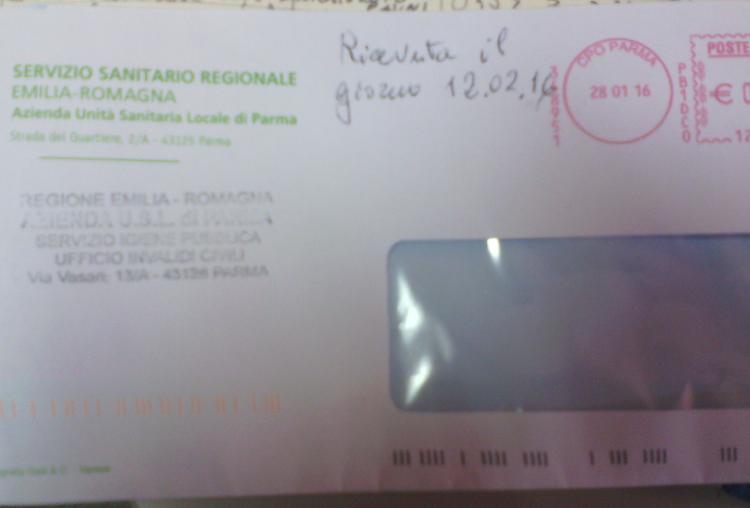 SERVIZIO SANITARIO REGIONALE
EMILIA-ROMAGNA
Azienda Unità Sanitaria Locale di Parma
Strada del Quartiere, 2/A - 43125 Parma
Ricevuta il
giorno 12.02.16
CPO PARMA
28 01 16
POSTE
€ 0
REGIONE EMILIA - ROMAGNA
AZIENDA U.S.L. di PARMA
SERVIZIO IGIENE PUBBLICA
UFFICIO INVALIDI CIVILI
Via Vasari, 13/A - 43126 PARMA